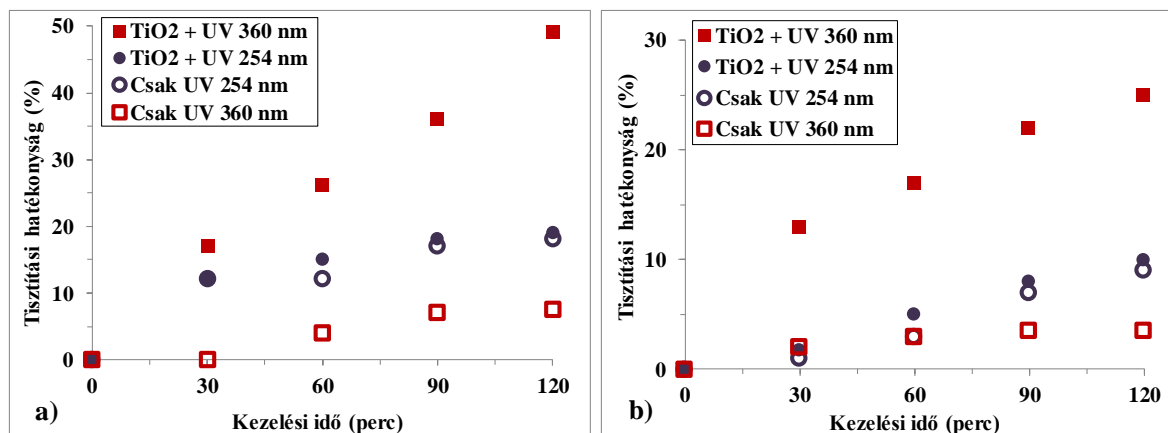 TiO2 + UV 360 nm
TiO2 + UV 254 nm
Csak UV 254 nm
Csak UV 360 nm
Tisztítási hatékonyság (%)
50
40
30
20
10
0
0 30 60 90 120
Kezelési idő (perc)
a)
TiO2 + UV 360 nm
TiO2 + UV 254 nm
Csak UV 254 nm
Csak UV 360 nm
Tisztítási hatékonyság (%)
30
20
10
0
0 30 60 90 120
Kezelési idő (perc)
b)